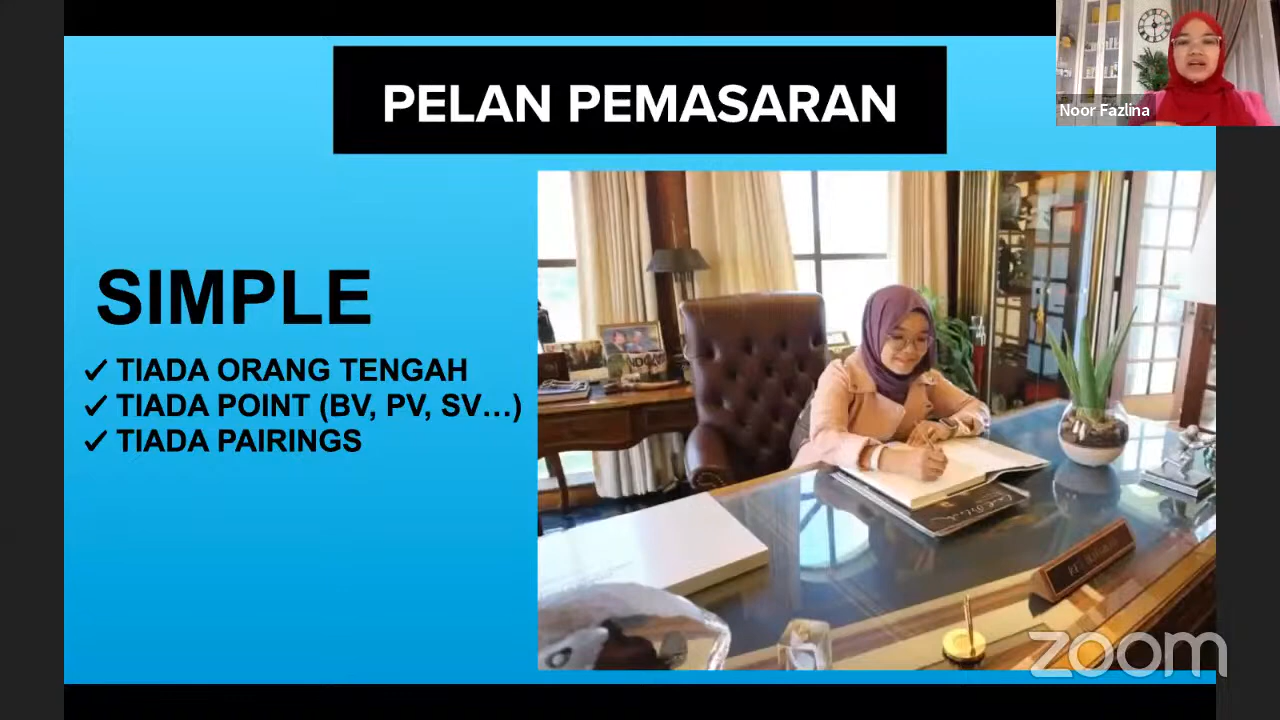 PELAN PEMASARAN
Noor Fazlina
SIMPLE
✓ TIADA ORANG TENGAH
✓ TIADA POINT (BV, PV, SV...)
✓ TIADA PAIRINGS
zoom